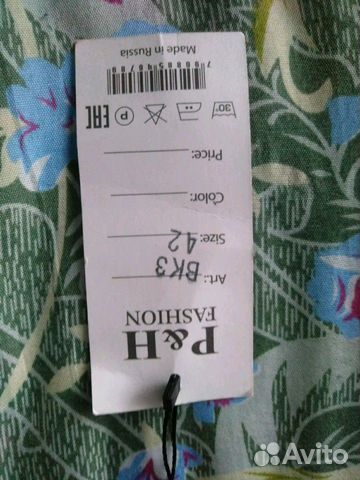 P&H
FASHION
Art.: ВК3
Size: 42
Color:
Price:
30°
P
EAC
Made in Russia
Avito